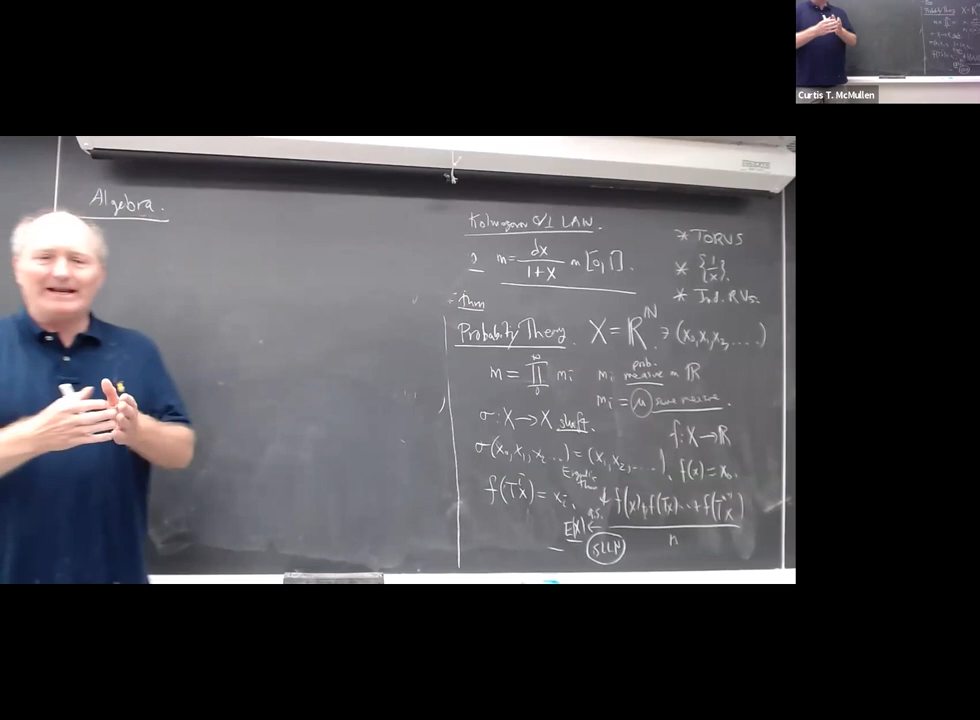 Curtis T. McMullen
Algebra.
Kolmogorov 0/1 LAW.
m = dx / 1+x on [0,1].
* TORUS
* {1/x}.
* Ind. RVs.
Thm
Probability Theory. X = ℝ^ℕ ∋ (x₀,x₁,x₂,....)
m = ∏₀^∞ mᵢ mᵢ prob. measure on ℝ
mᵢ = μ same measure.
σ: X → X shift.
f: X → ℝ
σ(x₀,x₁,x₂...) = (x₁,x₂,....), f(x) = x₀.
Ergodic thm
f(Tⁱx) = xᵢ,
E(x) ← a.s. f(x)+f(Tx)...+f(Tⁿ⁻¹x) / n
SLLN